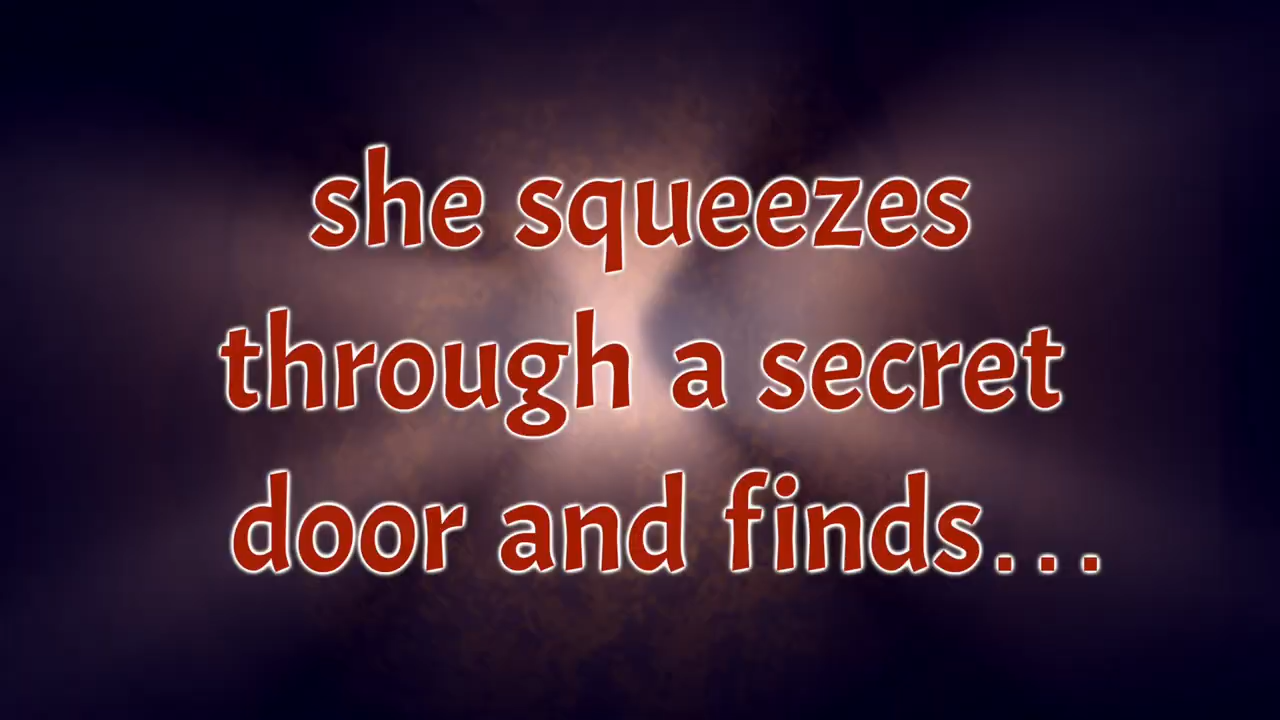 she squeezes
through a secret
door and finds...